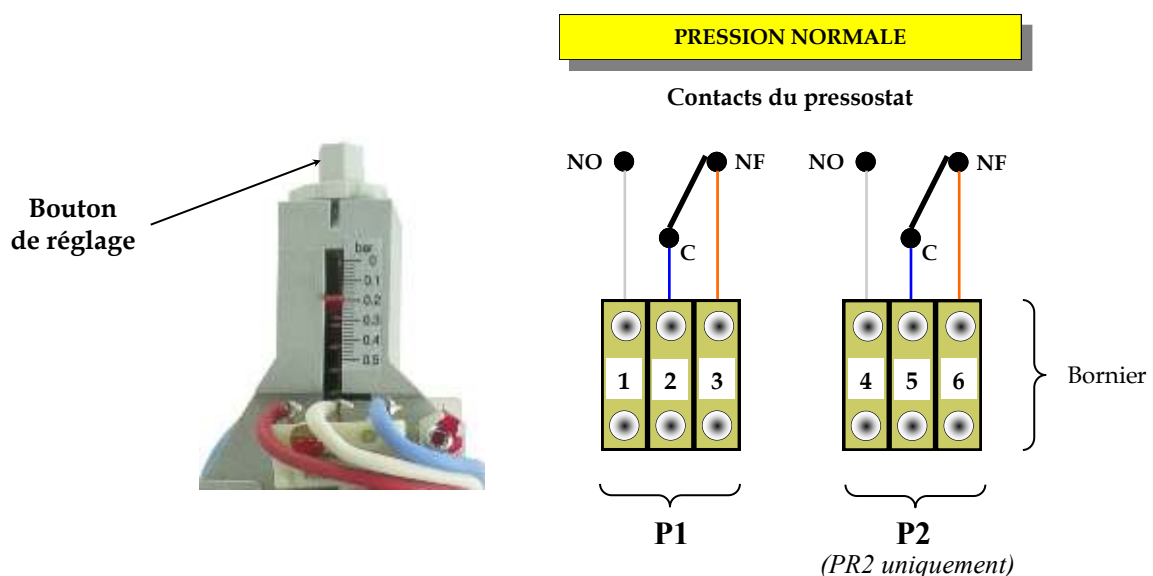 PRESSION NORMALE
Contacts du pressostat
Bouton
de réglage
bar
0
0.1
0.2
0.3
0.4
0.5
NO
NF
C
NO
NF
C
1
2
3
4
5
6
Bornier
P1
P2
(PR2 uniquement)